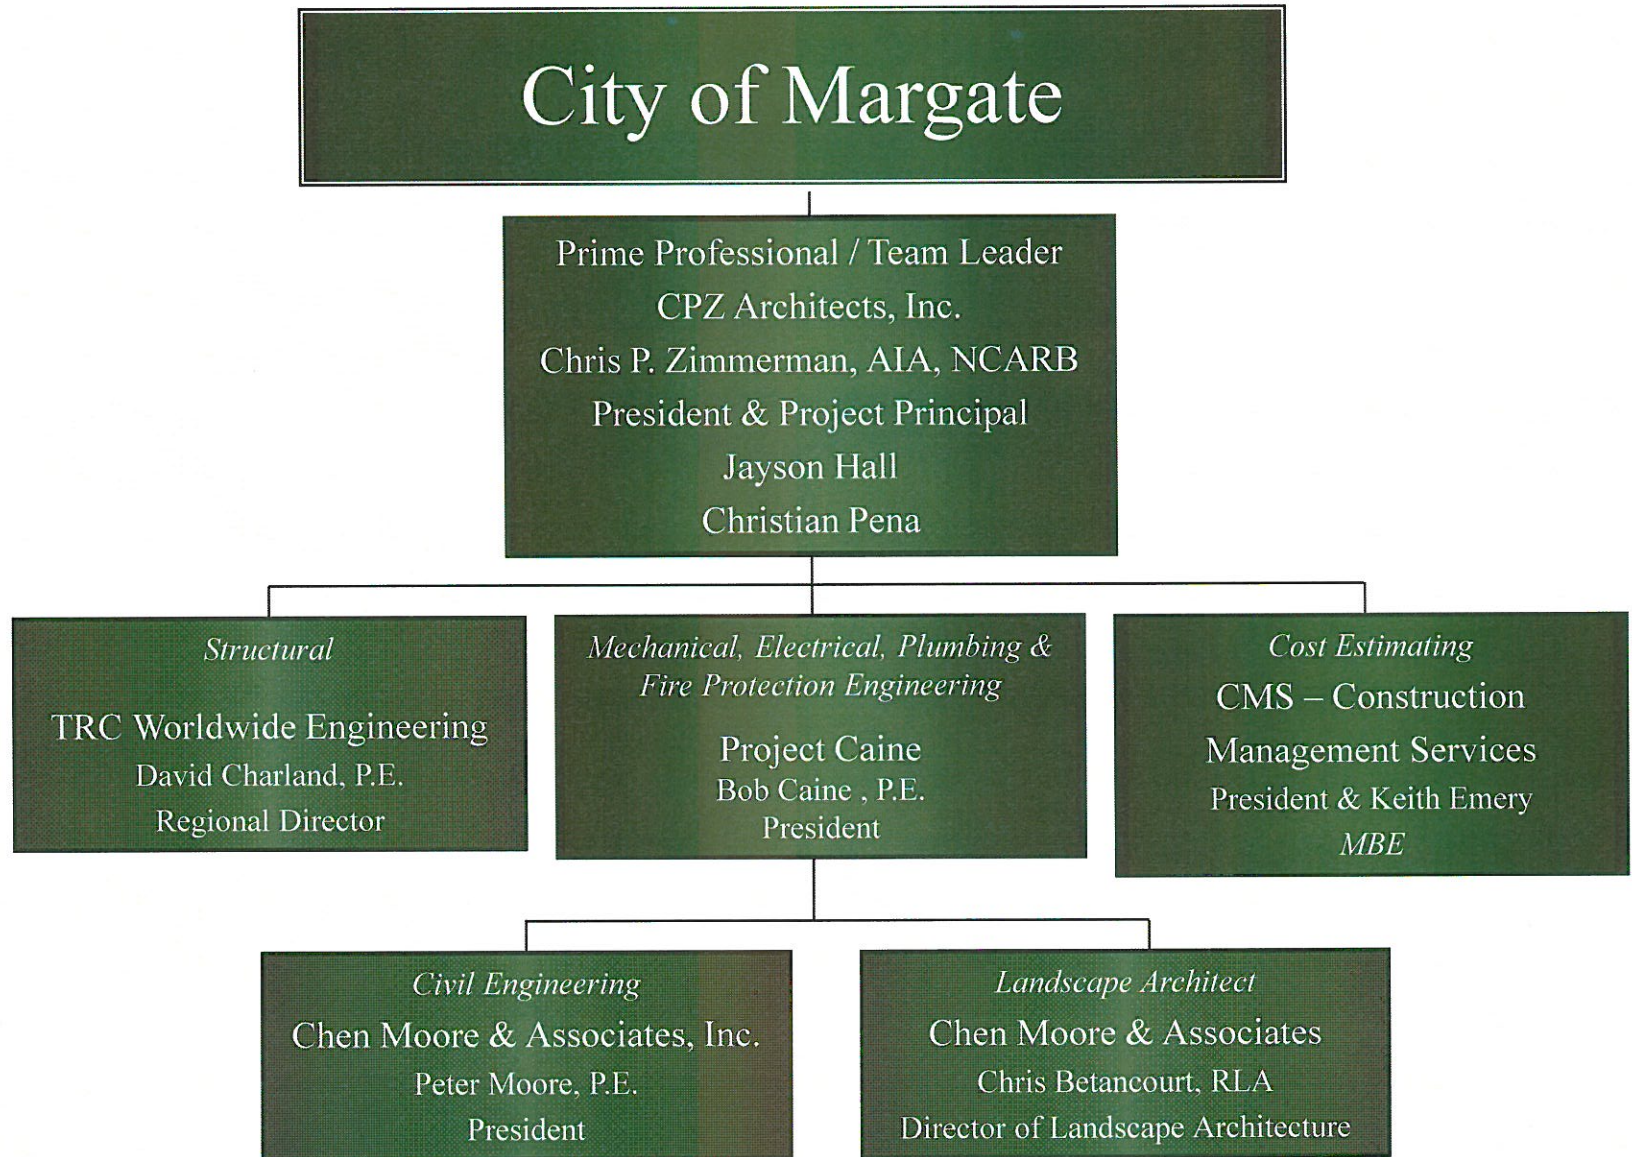 City of Margate
Prime Professional / Team Leader
CPZ Architects, Inc.
Chris P. Zimmerman, AIA, NCARB
President & Project Principal
Jayson Hall
Christian Pena
Structural
TRC Worldwide Engineering
David Charland, P.E.
Regional Director
Mechanical, Electrical, Plumbing &
Fire Protection Engineering
Project Caine
Bob Caine , P.E.
President
Cost Estimating
CMS – Construction
Management Services
President & Keith Emery
MBE
Civil Engineering
Chen Moore & Associates, Inc.
Peter Moore, P.E.
President
Landscape Architect
Chen Moore & Associates
Chris Betancourt, RLA
Director of Landscape Architecture